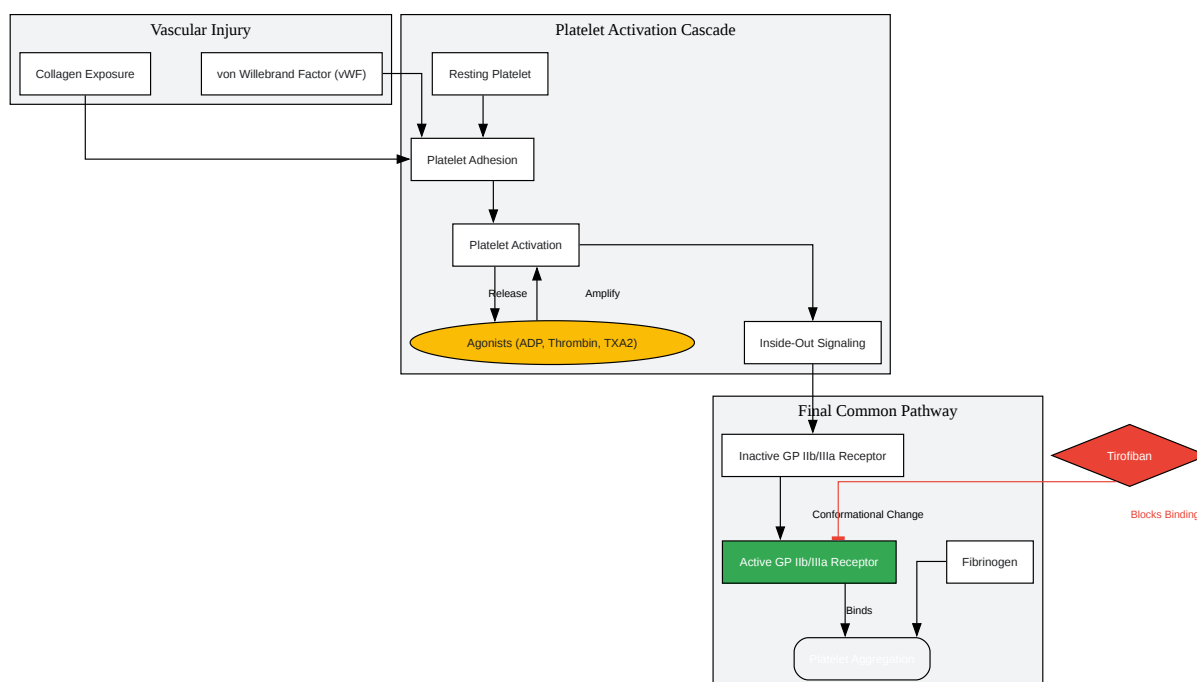 Vascular Injury
Platelet Activation Cascade
Collagen Exposure
von Willebrand Factor (vWF)
Resting Platelet
Platelet Adhesion
Platelet Activation
Release
Amplify
Agonists (ADP, Thrombin, TXA2)
Inside-Out Signaling
Final Common Pathway
Inactive GP IIb/IIIa Receptor
Tirofiban
Conformational Change
Blocks Binding
Active GP IIb/IIIa Receptor
Fibrinogen
Binds
Platelet Aggregation